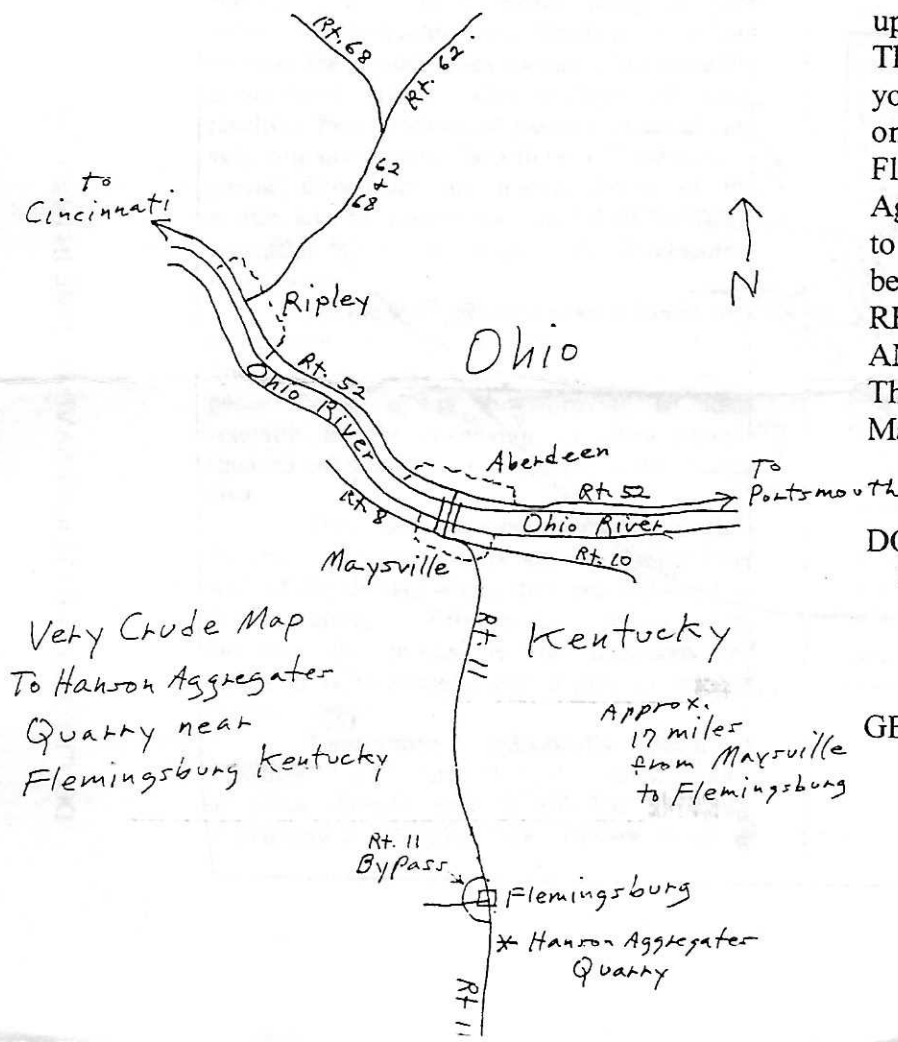 Rt. 68
Rt. 62.
62
+
68
to
Cincinnati
Ripley
N
Ohio
Rt. 52
Ohio River
Rt. 8
Aberdeen
Rt. 52
To
Portsmouth
Ohio River
Rt. 10
Maysville
Rt 11
Kentucky
Very Crude Map
To Hanson Aggregates
Quarry near
Flemingsburg Kentucky
Approx.
17 miles
from Maysville
to Flemingsburg
Rt. 11
Bypass
Flemingsburg
* Hanson Aggregates
Quarry
Rt 11
up
Th
yo
or
Fl
Ag
to
be
RE
AN
Th
Ma
DO
GE